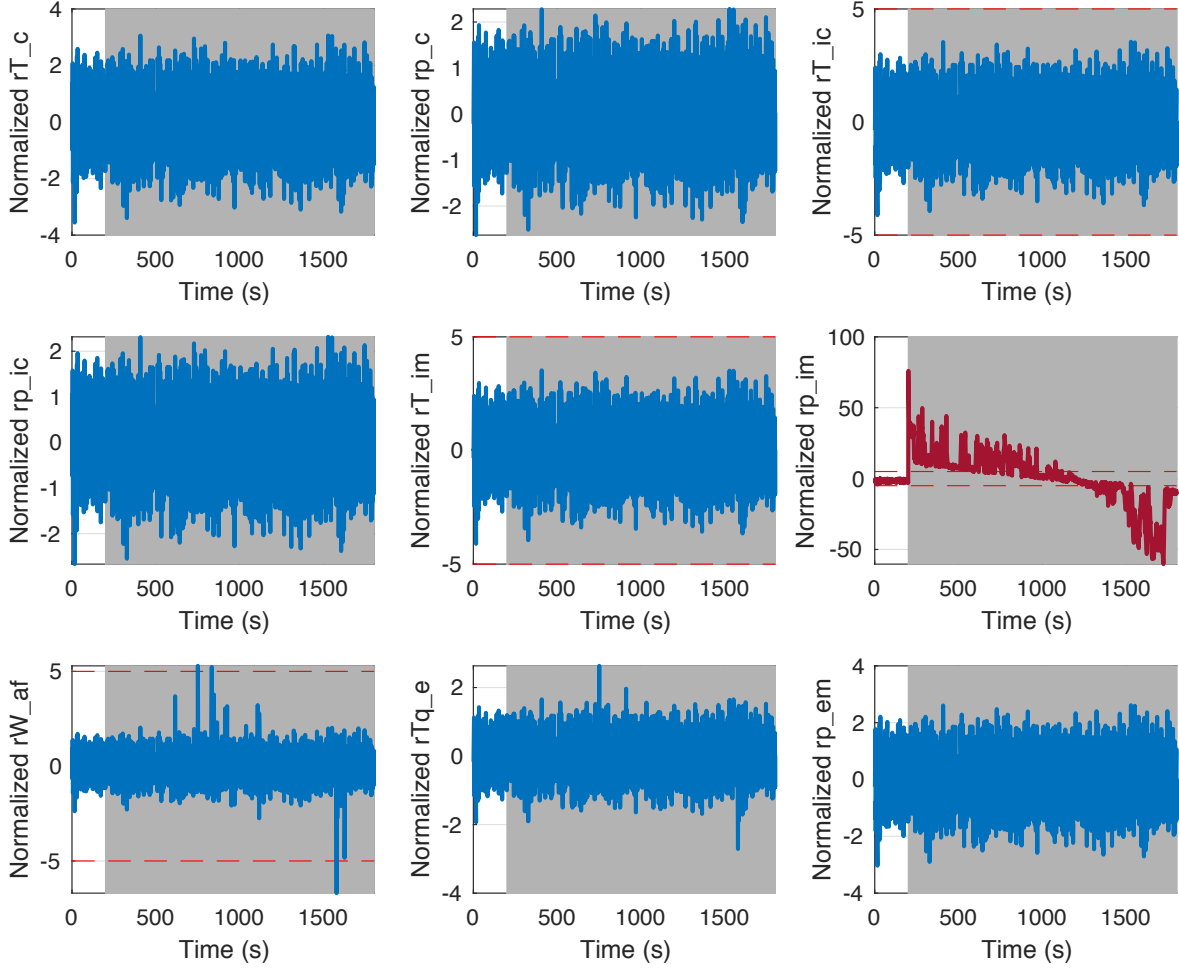 Normalized rT_c
4
2
0
-2
-4
0 500 1000 1500
Time (s)
Normalized rp_c
2
1
0
-1
-2
0 500 1000 1500
Time (s)
Normalized rT_ic
5
0
-5
0 500 1000 1500
Time (s)
Normalized rp_ic
2
1
0
-1
-2
0 500 1000 1500
Time (s)
Normalized rT_im
5
0
-5
0 500 1000 1500
Time (s)
Normalized rp_im
100
50
0
-50
0 500 1000 1500
Time (s)
Normalized rW_af
5
0
-5
0 500 1000 1500
Time (s)
Normalized rTq_e
2
0
-2
-4
0 500 1000 1500
Time (s)
Normalized rp_em
4
2
0
-2
-4
0 500 1000 1500
Time (s)